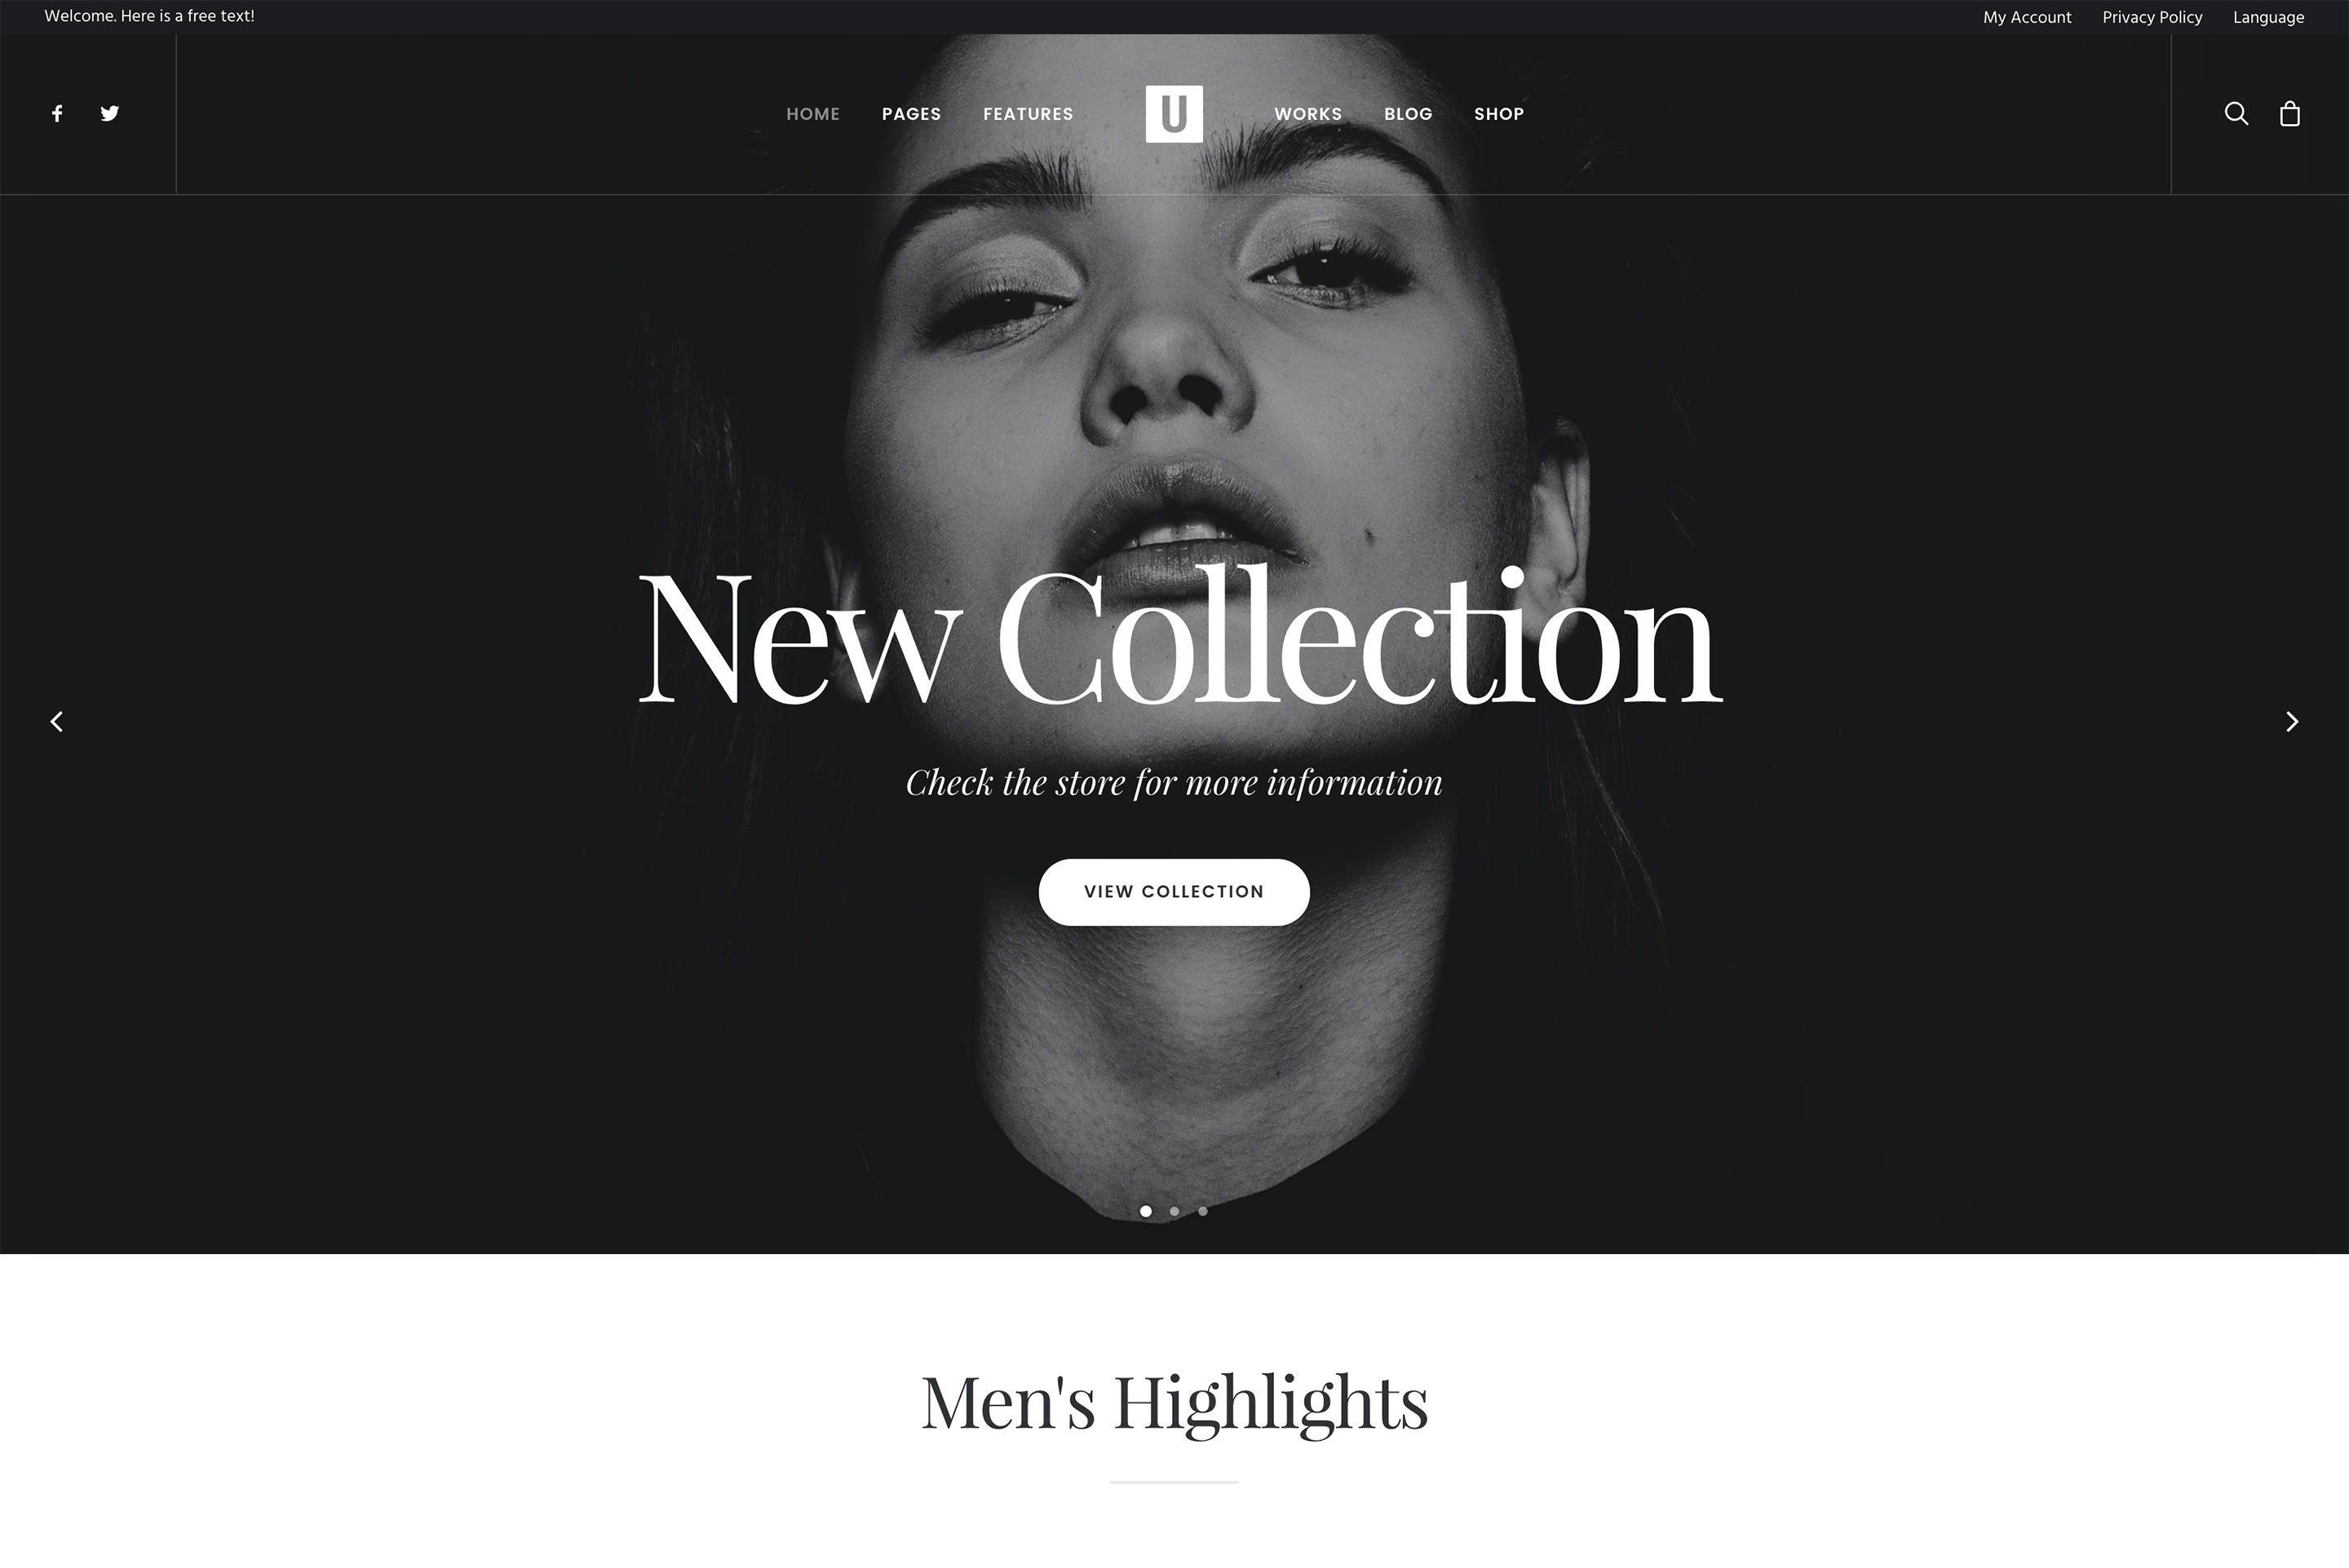 Welcome. Here is a free text!
My Account Privacy Policy Language
HOME PAGES FEATURES U WORKS BLOG SHOP
New Collection
Check the store for more information
VIEW COLLECTION
Men's Highlights